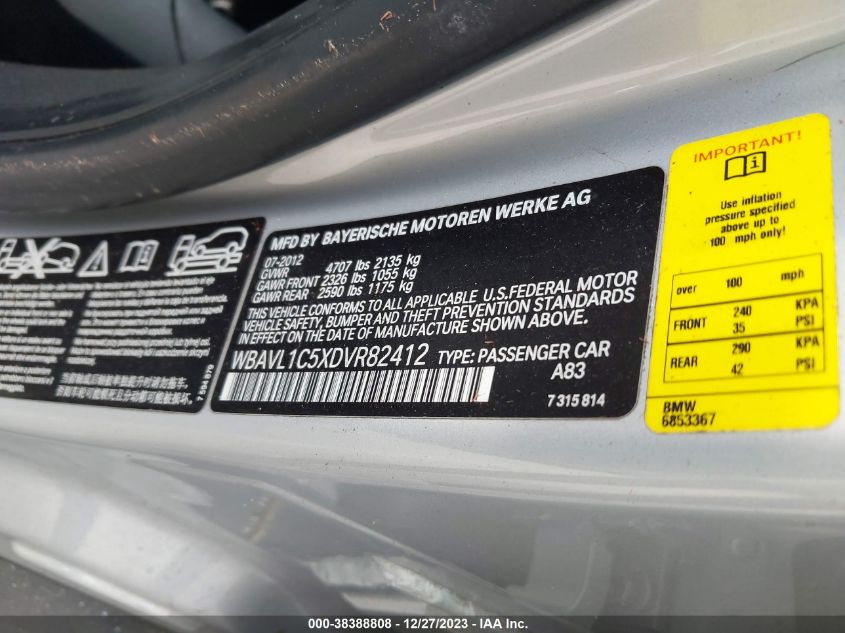 MFD BY BAYERISCHE MOTOREN WERKE AG
07-2012
GVWR 4707 lbs 2135 kg
GAWR FRONT 2326 lbs 1055 kg
GAWR REAR 2590 lbs 1175 kg
THIS VEHICLE CONFORMS TO ALL APPLICABLE U.S.FEDERAL MOTOR
VEHICLE SAFETY, BUMPER AND THEFT PREVENTION STANDARDS
IN EFFECT ON THE DATE OF MANUFACTURE SHOWN ABOVE.
WBAVL1C5XDVR82412 TYPE: PASSENGER CAR
A83
7 315 814
7 594 879
IMPORTANT!
i
Use inflation
pressure specified
above up to
100 mph only!
over 100 mph
FRONT 240 KPA
35 PSI
REAR 290 KPA
42 PSI
BMW
6853367
000-38388808 - 12/27/2023 - IAA Inc.